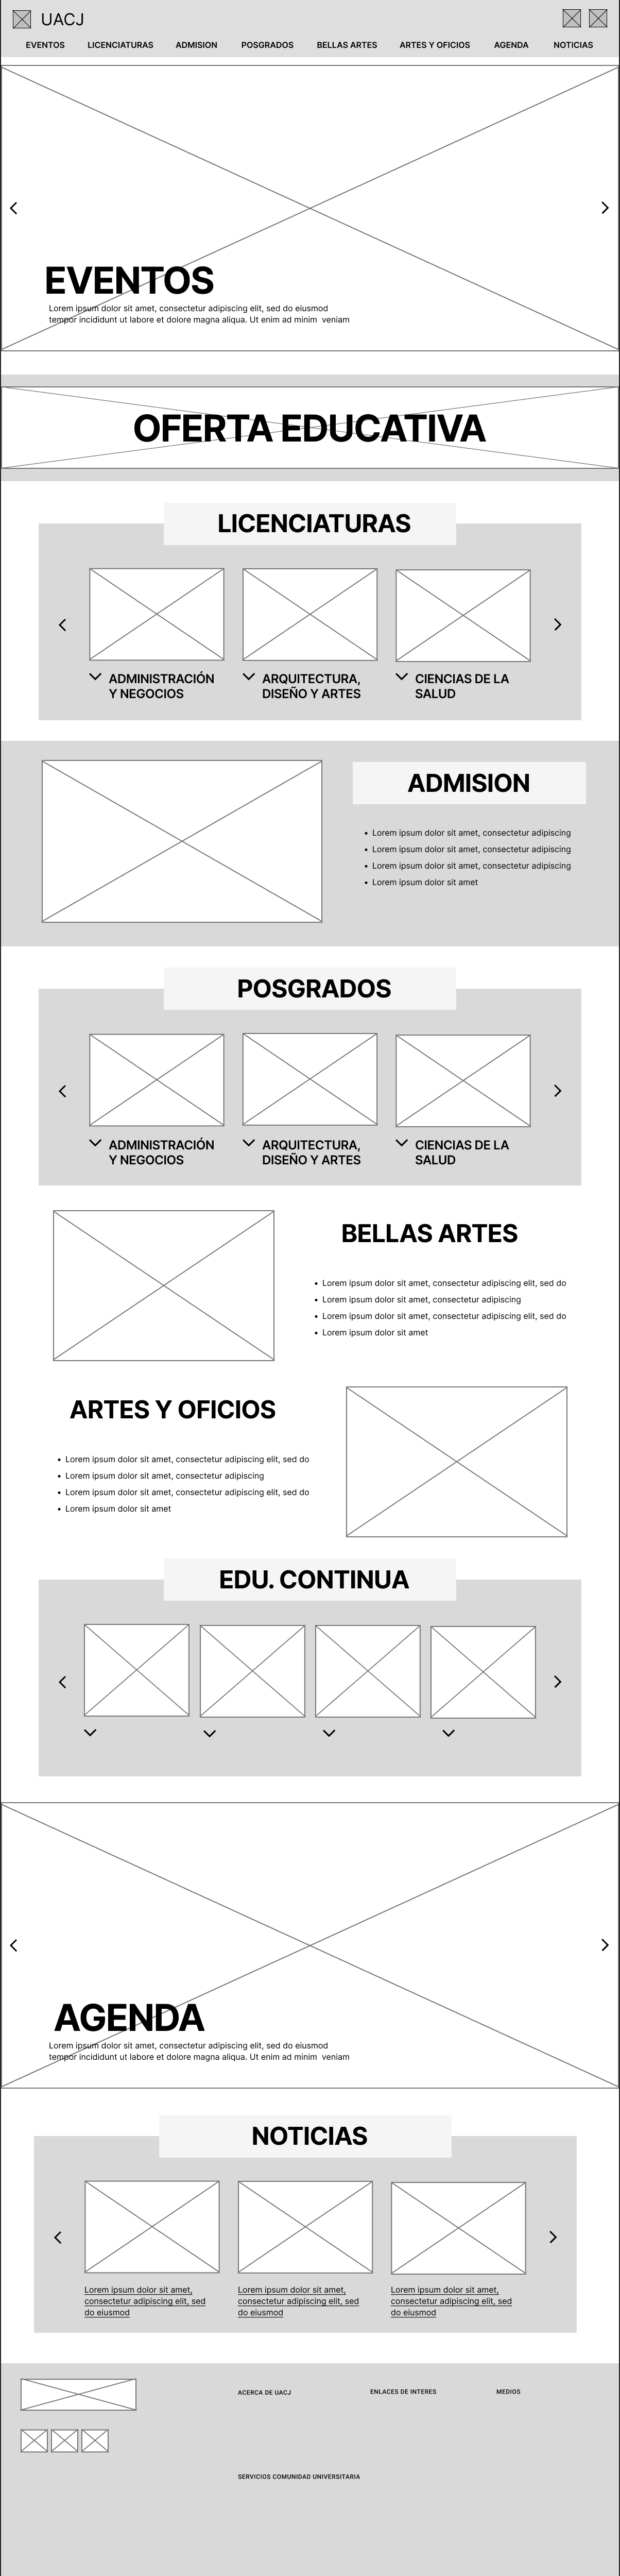 UACJ
EVENTOS LICENCIATURAS ADMISION POSGRADOS BELLAS ARTES ARTES Y OFICIOS AGENDA NOTICIAS
EVENTOS
Lorem ipsum dolor sit amet, consectetur adipiscing elit, sed do eiusmod
tempor incididunt ut labore et dolore magna aliqua. Ut enim ad minim veniam
OFERTA EDUCATIVA
LICENCIATURAS
ADMINISTRACIÓN
Y NEGOCIOS
ARQUITECTURA,
DISEÑO Y ARTES
CIENCIAS DE LA
SALUD
ADMISION
• Lorem ipsum dolor sit amet, consectetur adipiscing
• Lorem ipsum dolor sit amet, consectetur adipiscing
• Lorem ipsum dolor sit amet, consectetur adipiscing
• Lorem ipsum dolor sit amet
POSGRADOS
ADMINISTRACIÓN
Y NEGOCIOS
ARQUITECTURA,
DISEÑO Y ARTES
CIENCIAS DE LA
SALUD
BELLAS ARTES
• Lorem ipsum dolor sit amet, consectetur adipiscing elit, sed do
• Lorem ipsum dolor sit amet, consectetur adipiscing
• Lorem ipsum dolor sit amet, consectetur adipiscing elit, sed do
• Lorem ipsum dolor sit amet
ARTES Y OFICIOS
• Lorem ipsum dolor sit amet, consectetur adipiscing elit, sed do
• Lorem ipsum dolor sit amet, consectetur adipiscing
• Lorem ipsum dolor sit amet, consectetur adipiscing elit, sed do
• Lorem ipsum dolor sit amet
EDU. CONTINUA
AGENDA
Lorem ipsum dolor sit amet, consectetur adipiscing elit, sed do eiusmod
tempor incididunt ut labore et dolore magna aliqua. Ut enim ad minim veniam
NOTICIAS
Lorem ipsum dolor sit amet,
consectetur adipiscing elit, sed
do eiusmod
Lorem ipsum dolor sit amet,
consectetur adipiscing elit, sed
do eiusmod
Lorem ipsum dolor sit amet,
consectetur adipiscing elit, sed
do eiusmod
ACERCA DE UACJ
ENLACES DE INTERES
MEDIOS
SERVICIOS COMUNIDAD UNIVERSITARIA